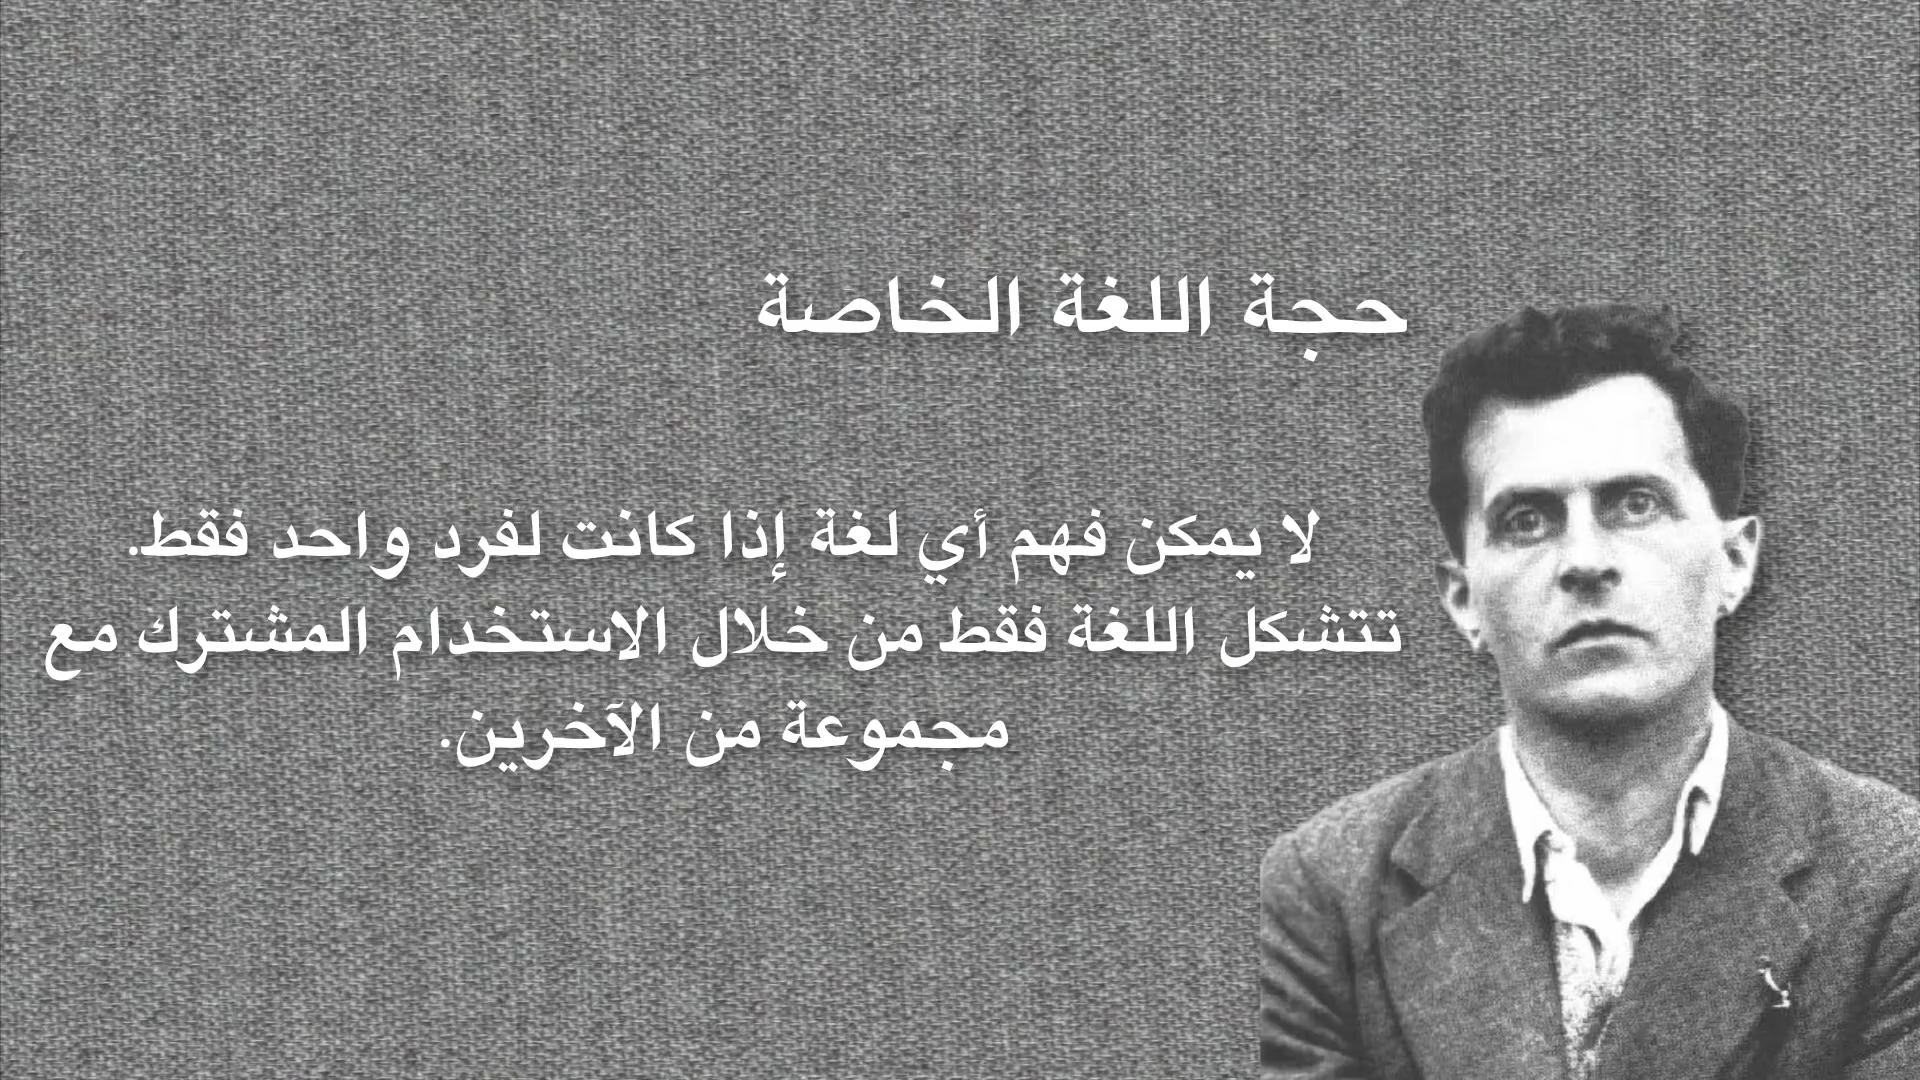 حجة اللغة الخاصة
لا يمكن فهم أي لغة إذا كانت لفرد واحد فقط.
تتشكل اللغة فقط من خلال الاستخدام المشترك مع
مجموعة من الآخرين.